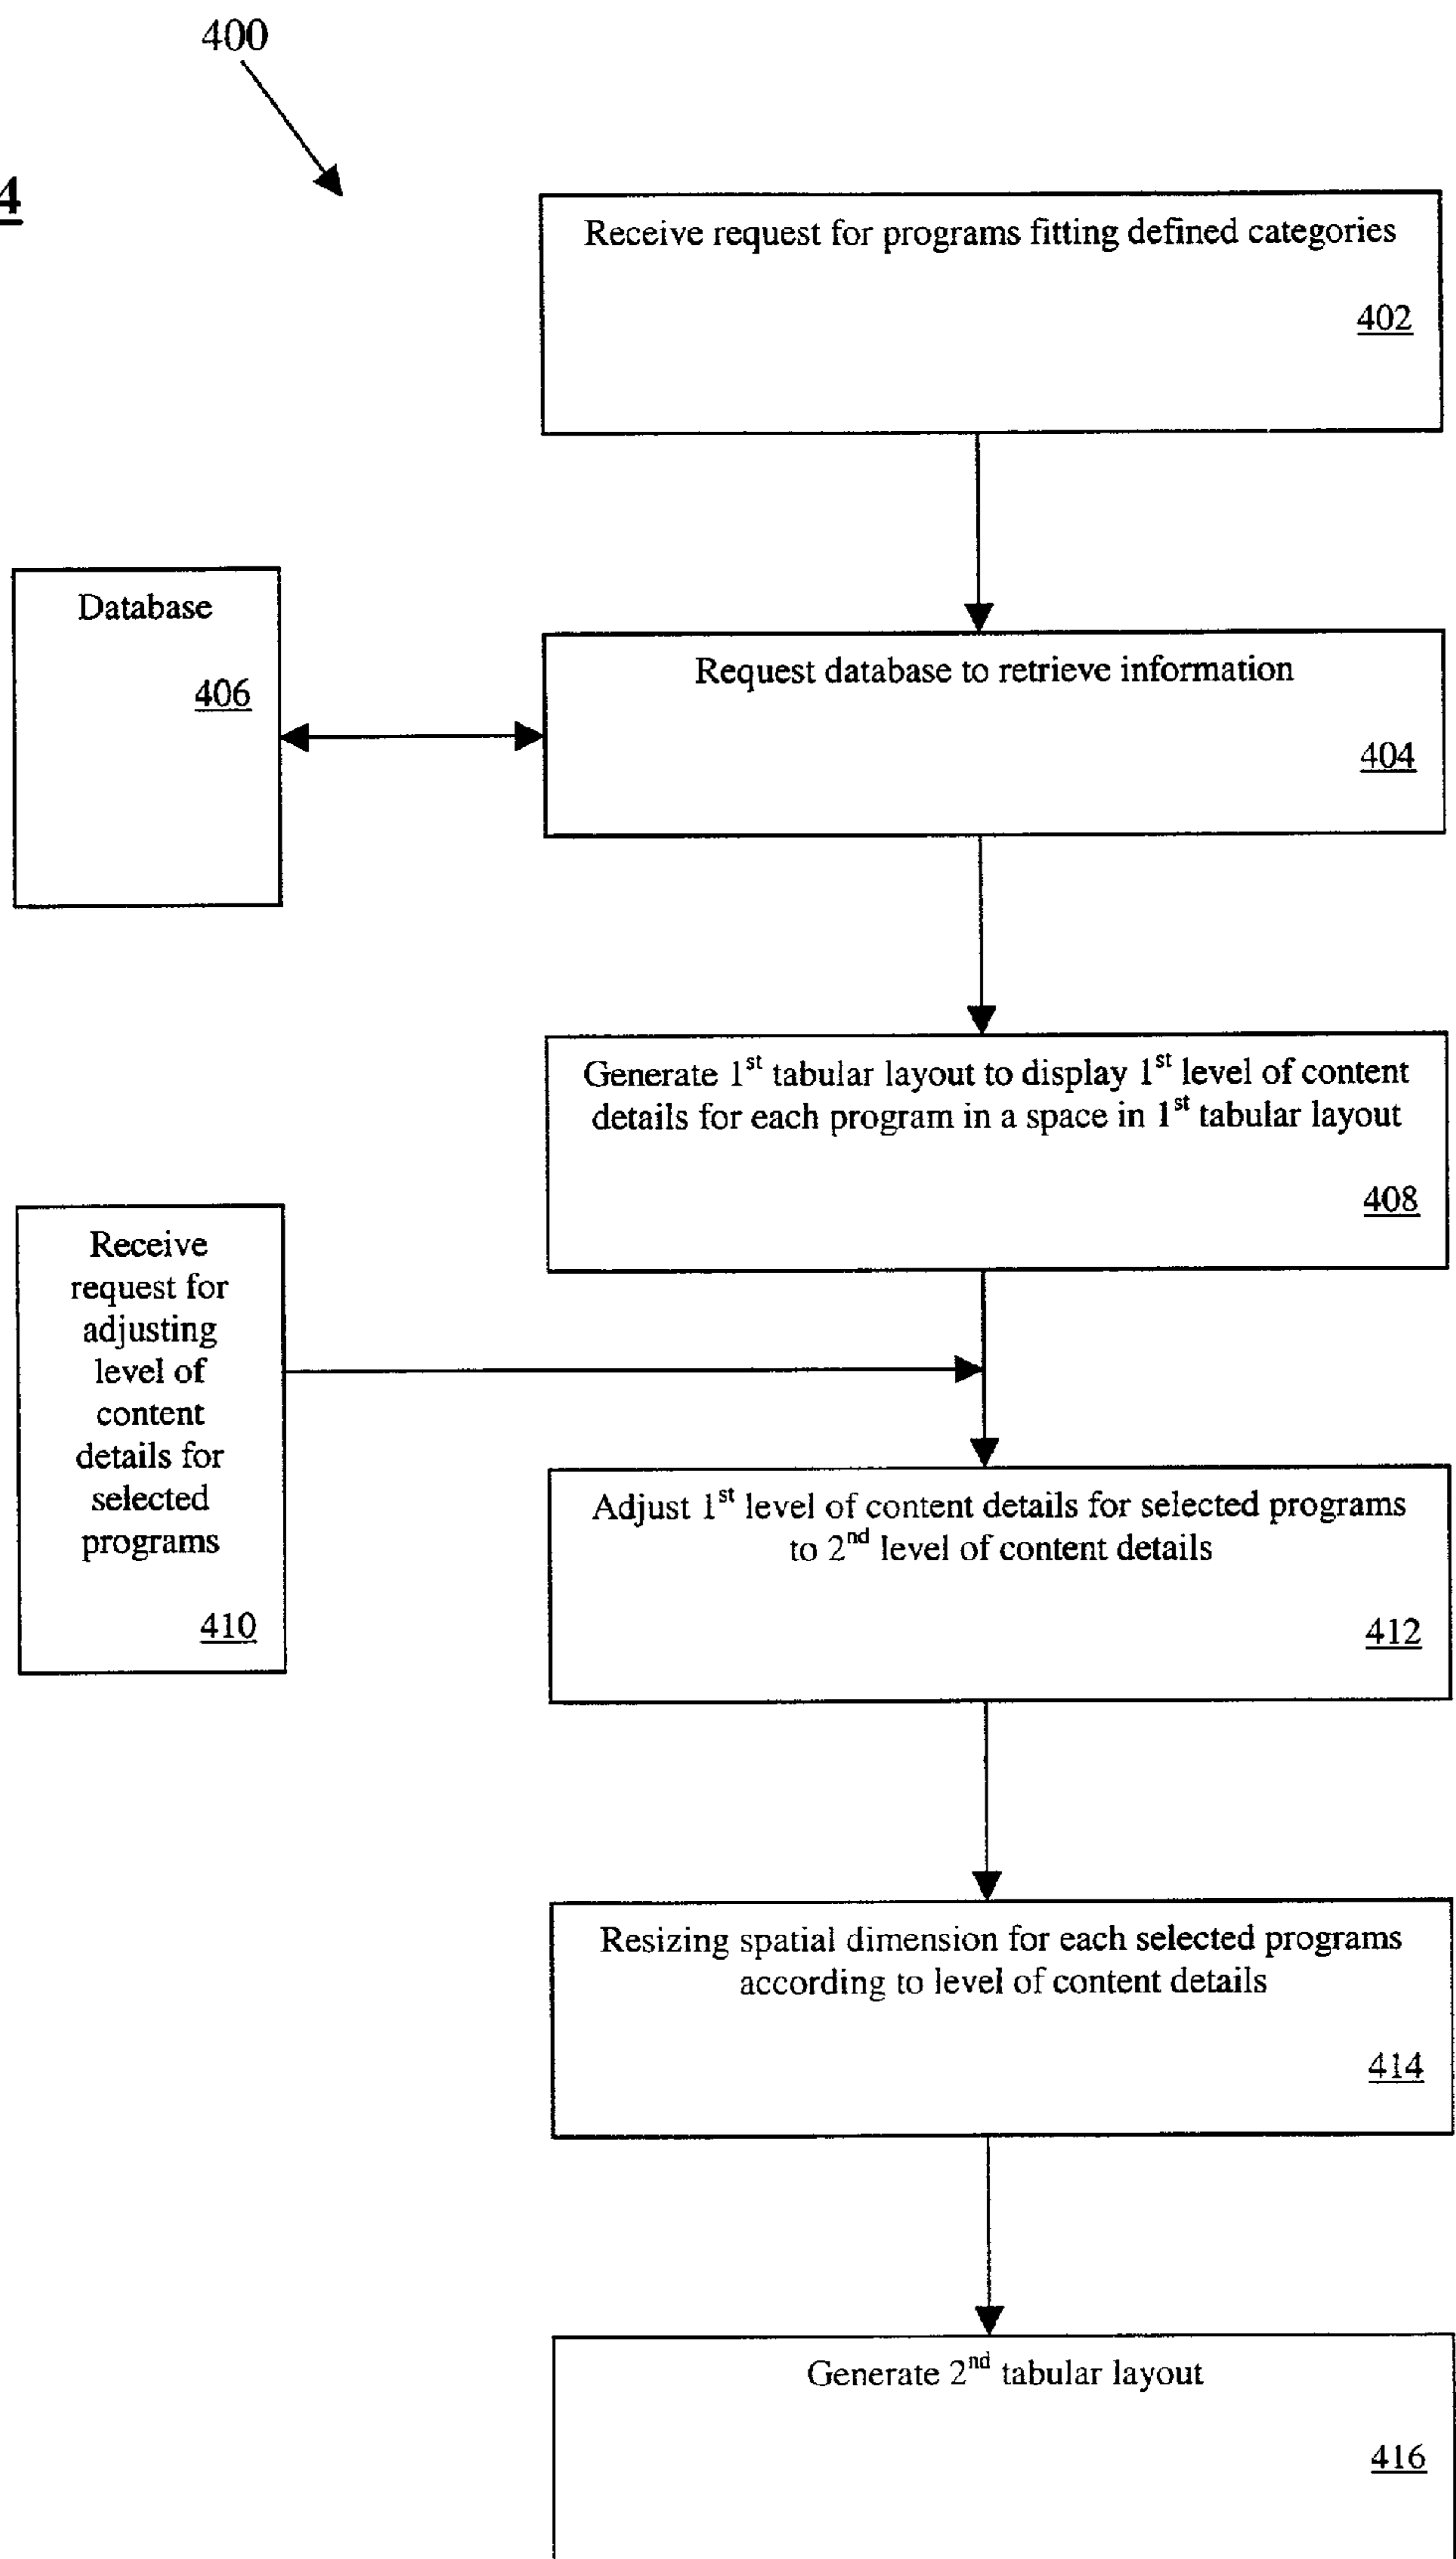 400
4
Receive request for programs fitting defined categories
402
Database
406
Request database to retrieve information
404
Generate 1st tabular layout to display 1st level of content
details for each program in a space in 1st tabular layout
408
Receive
request for
adjusting
level of
content
details for
selected
programs
410
Adjust 1st level of content details for selected programs
to 2nd level of content details
412
Resizing spatial dimension for each selected programs
according to level of content details
414
Generate 2nd tabular layout
416